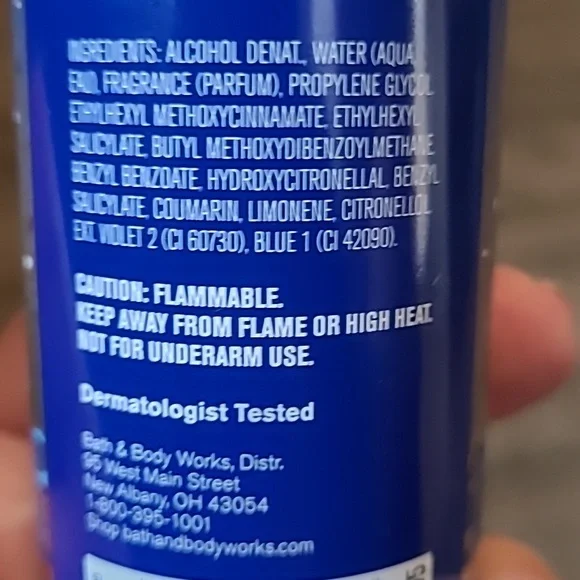 INGREDIENTS: ALCOHOL DENAT., WATER (AQUA,
EAU), FRAGRANCE (PARFUM), PROPYLENE GLYCOL,
ETHYLHEXYL METHOXYCINNAMATE, ETHYLHEXYL
SALICYLATE, BUTYL METHOXYDIBENZOYLMETHANE,
BENZYL BENZOATE, HYDROXYCITRONELLAL, BENZYL
SALICYLATE, COUMARIN, LIMONENE, CITRONELLOL,
EXT. VIOLET 2 (CI 60730), BLUE 1 (CI 42090).
CAUTION: FLAMMABLE.
KEEP AWAY FROM FLAME OR HIGH HEAT.
NOT FOR UNDERARM USE.
Dermatologist Tested
Bath & Body Works, Distr.
95 West Main Street
New Albany, OH 43054
1-800-395-1001
Shop bathandbodyworks.com